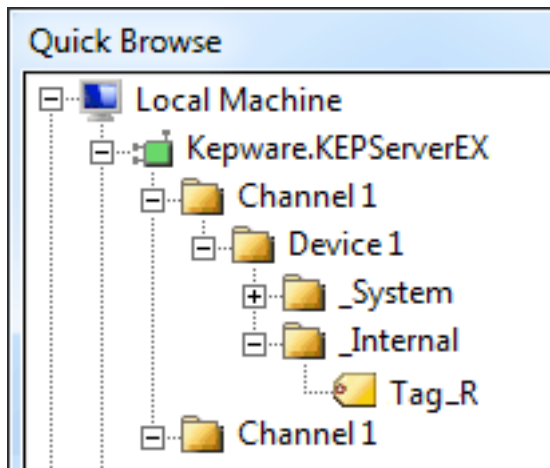 Quick Browse
Local Machine
Kepware.KEPServerEX
Channel 1
Device 1
_System
_Internal
Tag_R
Channel 1